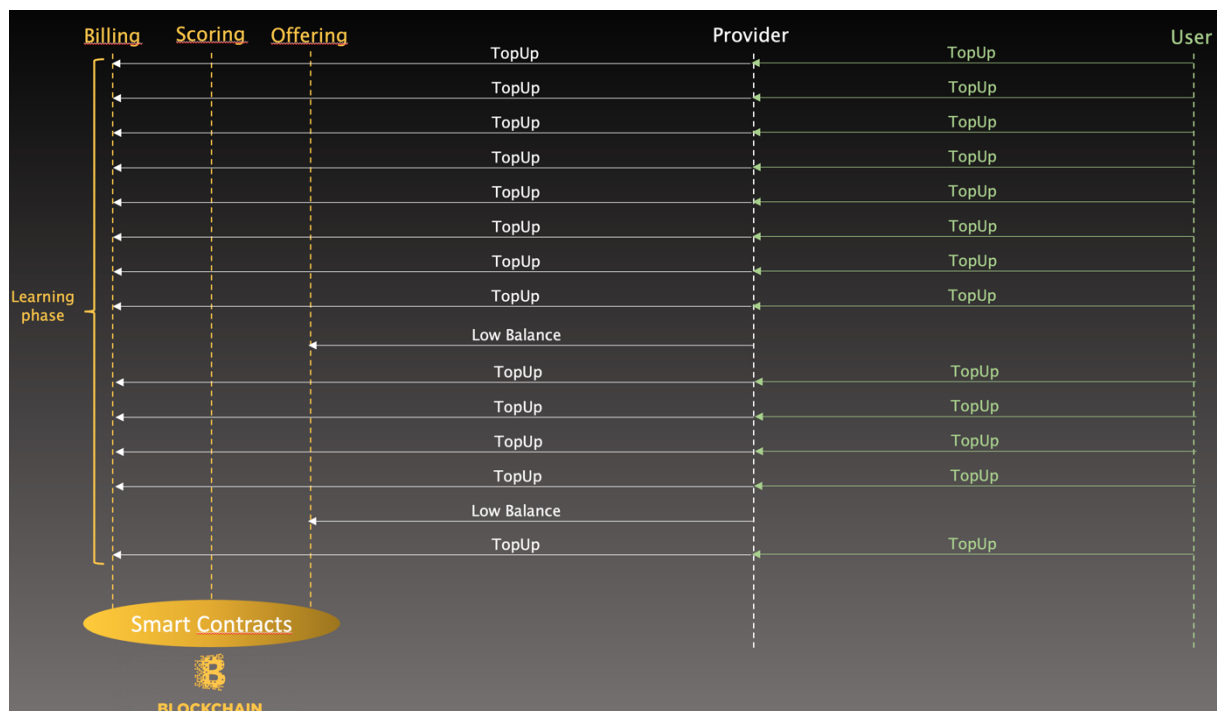 Billing Scoring Offering Provider User
TopUp TopUp
TopUp TopUp
TopUp TopUp
TopUp TopUp
TopUp TopUp
TopUp TopUp
TopUp TopUp
Learning
phase
TopUp TopUp
Low Balance
TopUp TopUp
TopUp TopUp
TopUp TopUp
TopUp TopUp
Low Balance
TopUp TopUp
Smart Contracts
BLOCKCHAIN